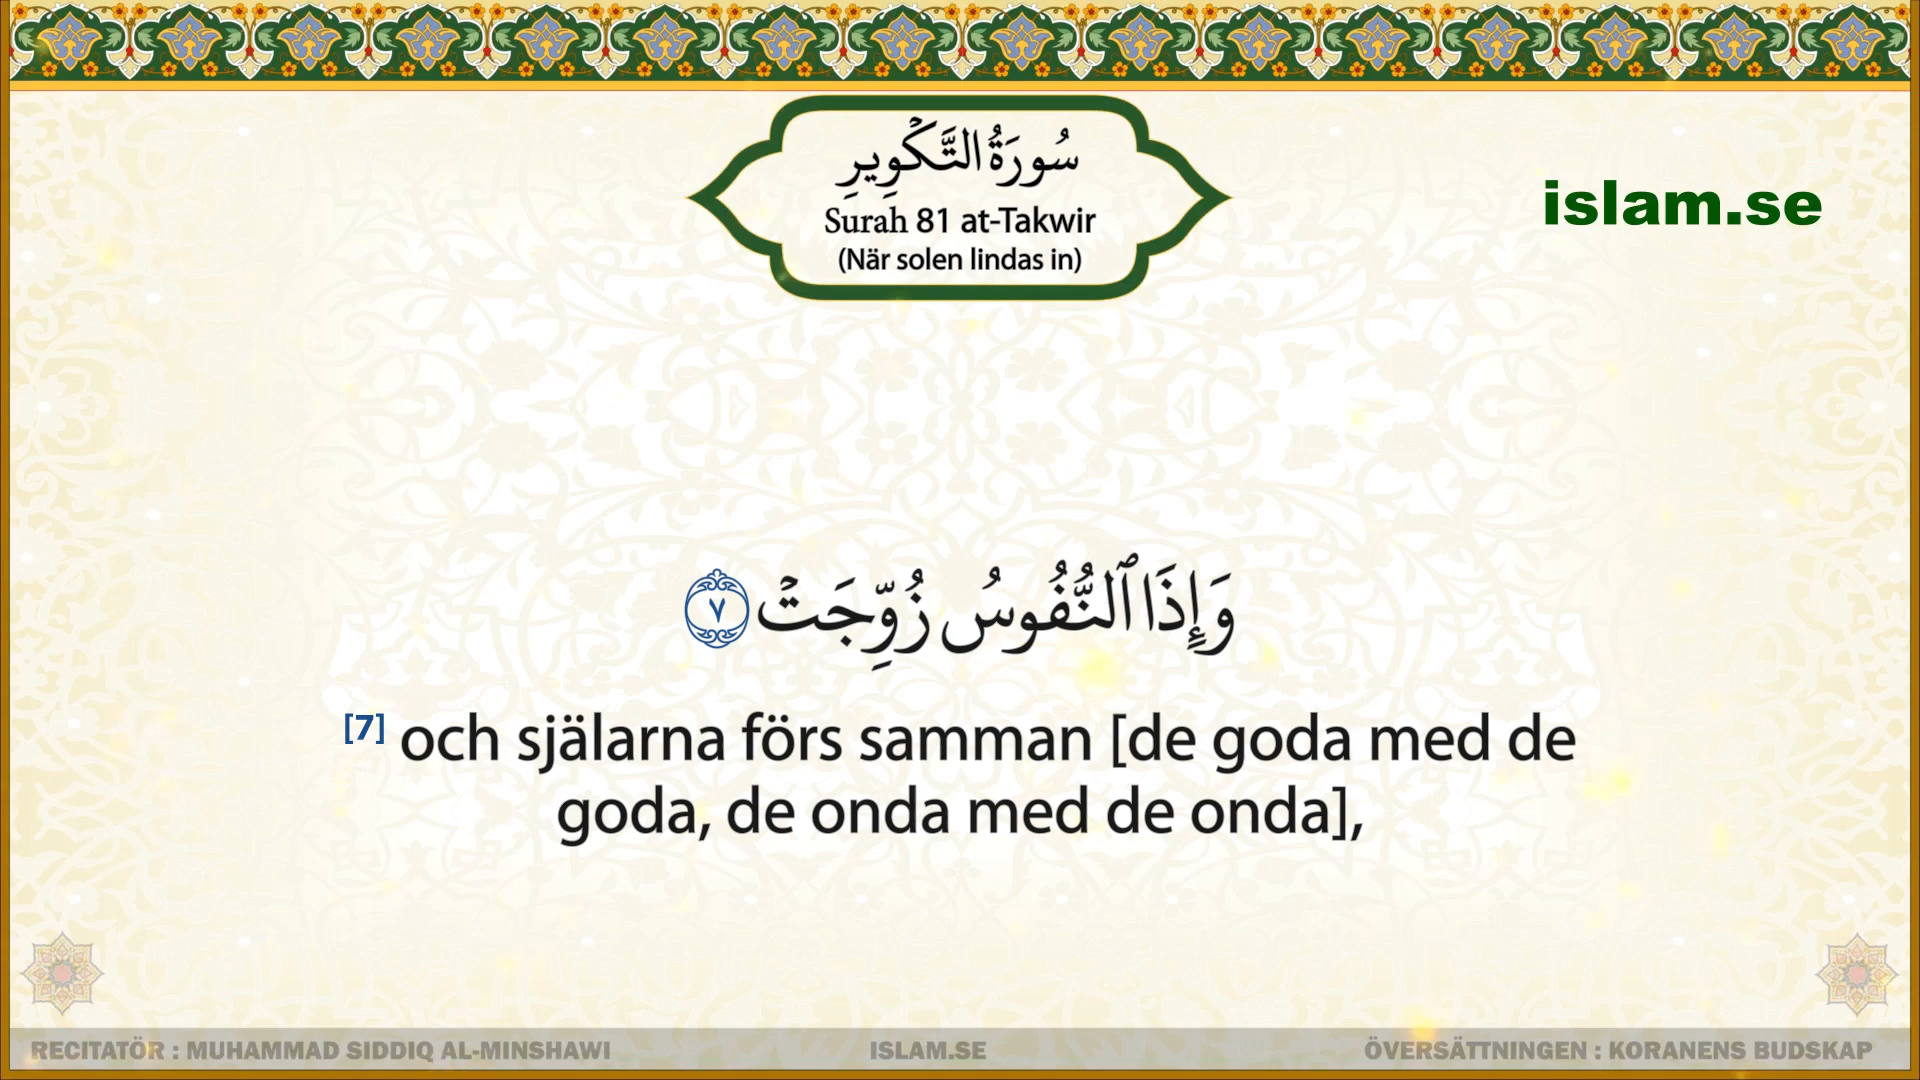 سُورَةُ التَّكْوِيرِ
Surah 81 at-Takwir
(När solen lindas in)
islam.se
وَإِذَا ٱلنُّفُوسُ زُوِّجَتۡ ٧
[7] och själarna förs samman [de goda med de
goda, de onda med de onda],
RECITATÖR : MUHAMMAD SIDDIQ AL-MINSHAWI
ISLAM.SE
ÖVERSÄTTNINGEN : KORANENS BUDSKAP